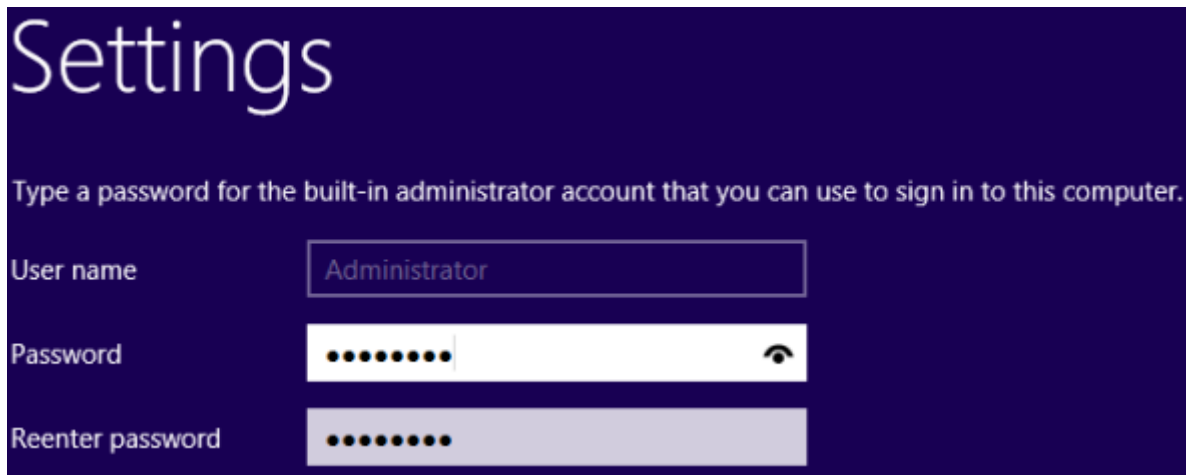 Settings
Type a password for the built-in administrator account that you can use to sign in to this computer.
User name Administrator
Password ••••••••
Reenter password ••••••••